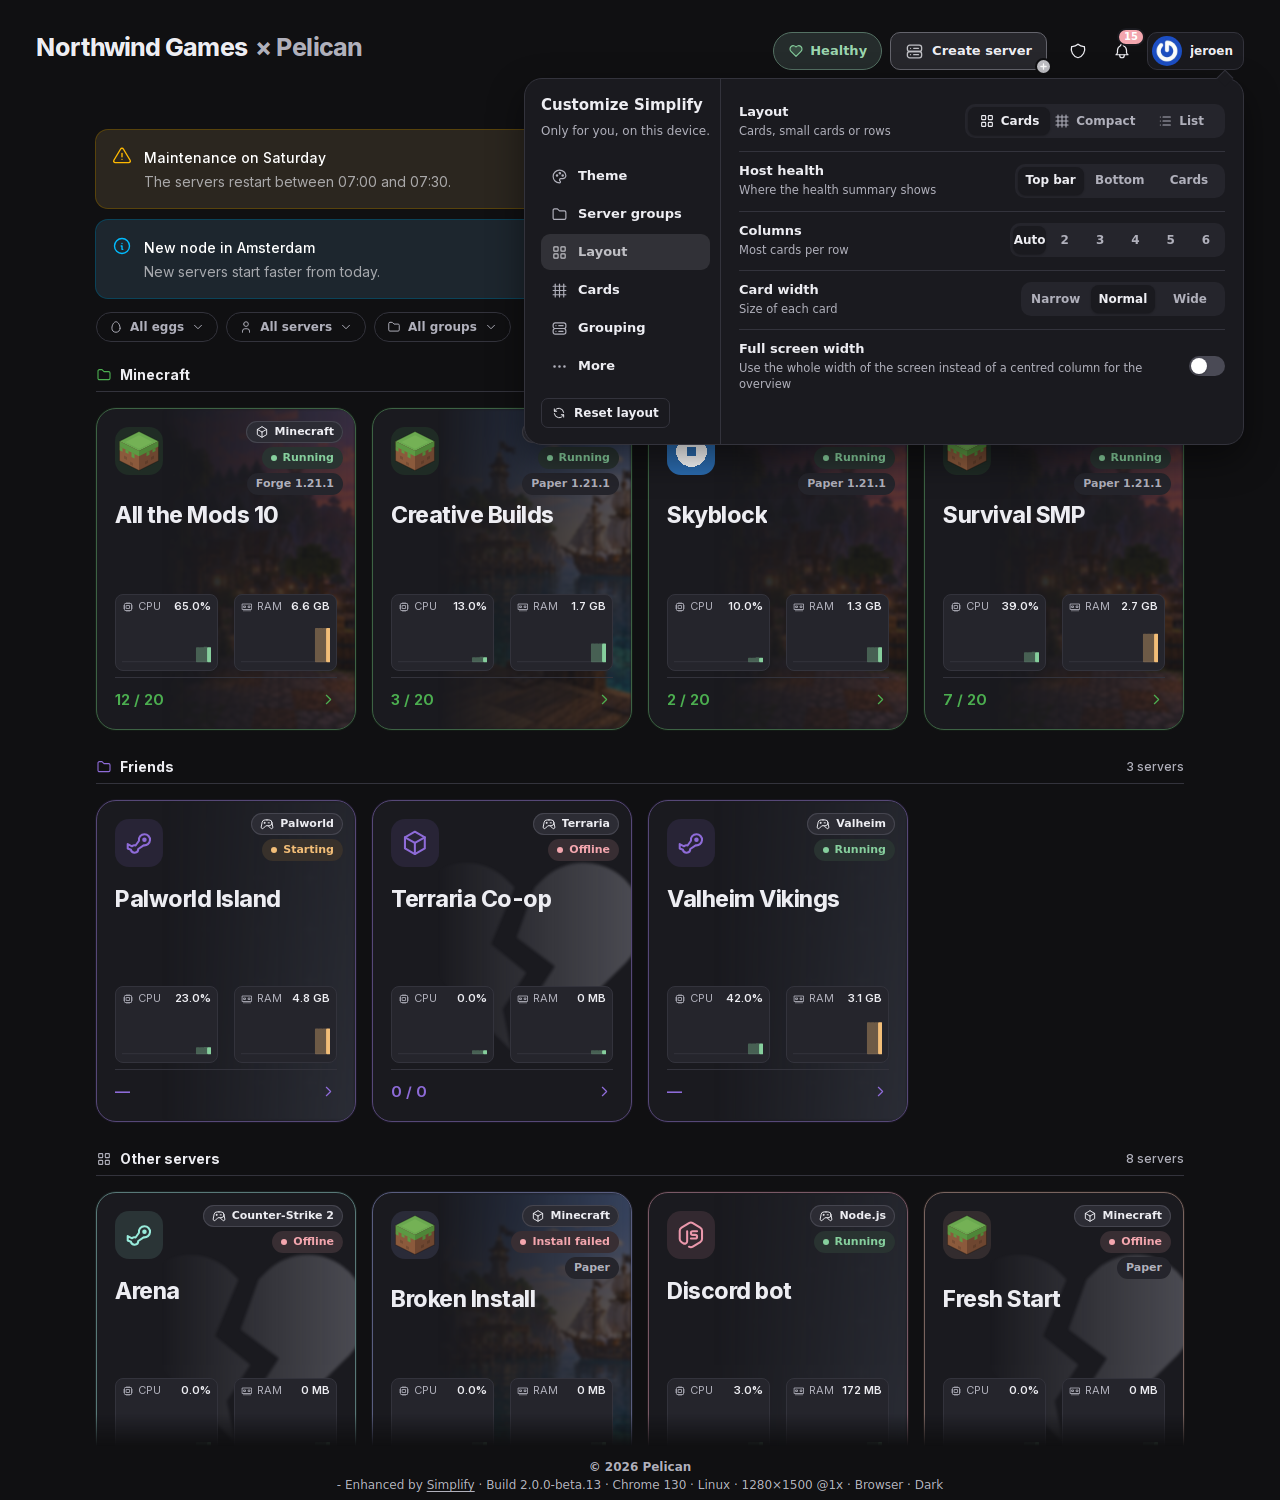 Northwind Games × Pelican
Healthy
Create server
15
jeroen
Customize Simplify
Only for you, on this device.
Theme
Server groups
Layout
Cards
Grouping
More
Reset layout
Layout
Cards, small cards or rows
Cards
Compact
List
Host health
Where the health summary shows
Top bar
Bottom
Cards
Columns
Most cards per row
Auto
2
3
4
5
6
Card width
Size of each card
Narrow
Normal
Wide
Full screen width
Use the whole width of the screen instead of a centred column for the
overview
Maintenance on Saturday
The servers restart between 07:00 and 07:30.
New node in Amsterdam
New servers start faster from today.
All eggs
All servers
All groups
Minecraft
Minecraft
Running
Forge 1.21.1
All the Mods 10
CPU 65.0%
RAM 6.6 GB
12 / 20
Running
Paper 1.21.1
Creative Builds
CPU 13.0%
RAM 1.7 GB
3 / 20
Running
Paper 1.21.1
Skyblock
CPU 10.0%
RAM 1.3 GB
2 / 20
Running
Paper 1.21.1
Survival SMP
CPU 39.0%
RAM 2.7 GB
7 / 20
Friends
3 servers
Palworld
Starting
Palworld Island
CPU 23.0%
RAM 4.8 GB
—
Terraria
Offline
Terraria Co-op
CPU 0.0%
RAM 0 MB
0 / 0
Valheim
Running
Valheim Vikings
CPU 42.0%
RAM 3.1 GB
—
Other servers
8 servers
Counter-Strike 2
Offline
Arena
CPU 0.0%
RAM 0 MB
Minecraft
Install failed
Paper
Broken Install
CPU 0.0%
RAM 0 MB
Node.js
Running
Discord bot
CPU 3.0%
RAM 172 MB
Minecraft
Offline
Paper
Fresh Start
CPU 0.0%
RAM 0 MB
© 2026 Pelican
- Enhanced by Simplify · Build 2.0.0-beta.13 · Chrome 130 · Linux · 1280×1500 @1x · Browser · Dark